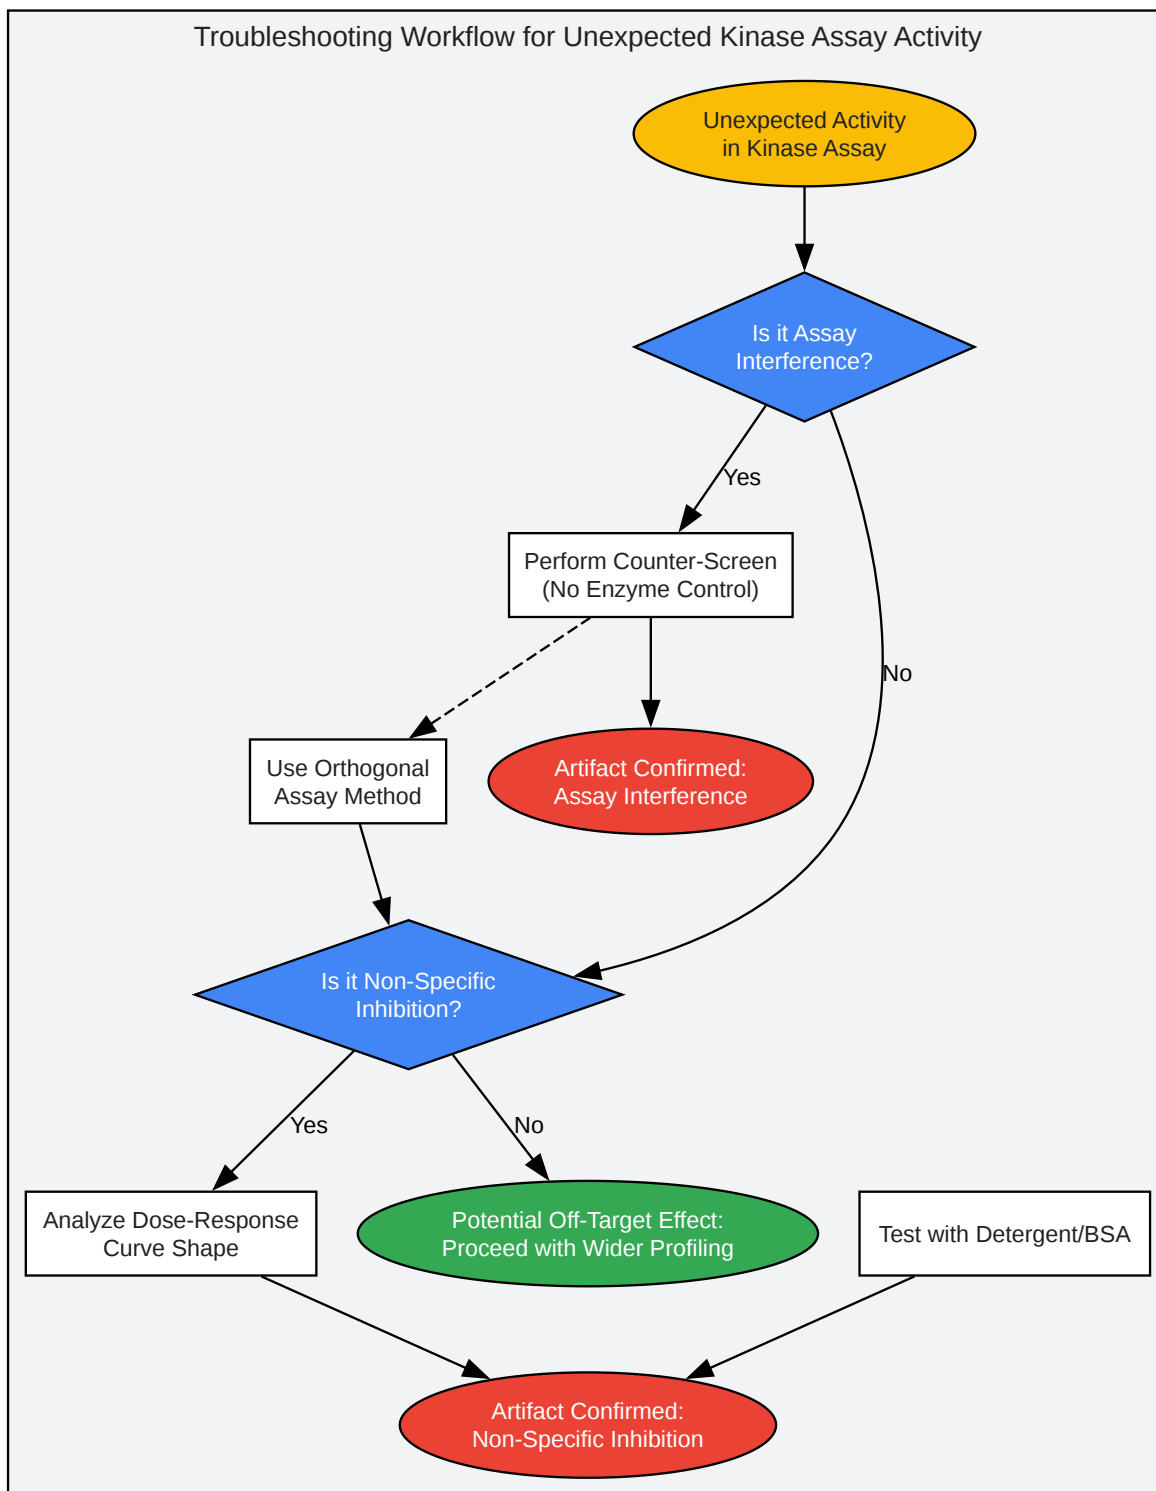 Troubleshooting Workflow for Unexpected Kinase Assay Activity
Unexpected Activity
in Kinase Assay
Is it Assay
Interference?
Yes
Perform Counter-Screen
(No Enzyme Control)
No
Use Orthogonal
Assay Method
Artifact Confirmed:
Assay Interference
Is it Non-Specific
Inhibition?
Yes
No
Analyze Dose-Response
Curve Shape
Potential Off-Target Effect:
Proceed with Wider Profiling
Test with Detergent/BSA
Artifact Confirmed:
Non-Specific Inhibition